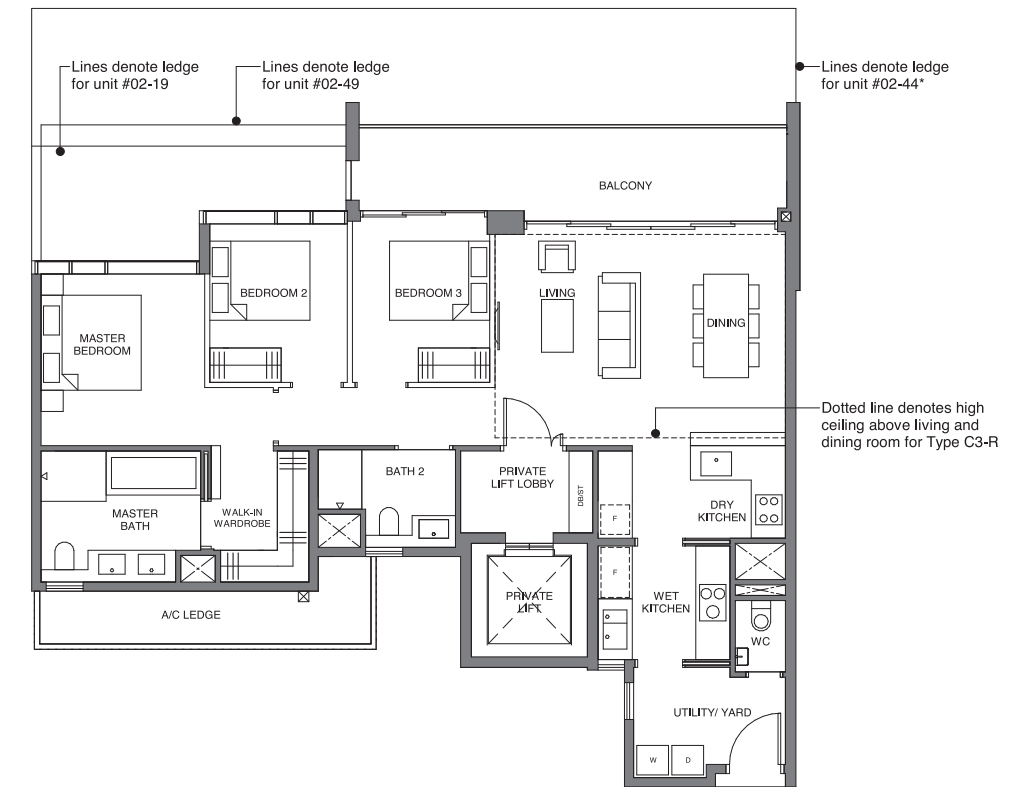 Lines denote ledge
for unit #02-19
Lines denote ledge
for unit #02-49
Lines denote ledge
for unit #02-44*
BALCONY
BEDROOM 2
BEDROOM 3
LIVING
DINING
MASTER
BEDROOM
Dotted line denotes high
ceiling above living and
dining room for Type C3-R
BATH 2
PRIVATE
LIFT LOBBY
DB/ST
MASTER
BATH
WALK-IN
WARDROBE
F
DRY
KITCHEN
F
PRIVATE
LIFT
WET
KITCHEN
A/C LEDGE
WC
UTILITY/ YARD
W
D